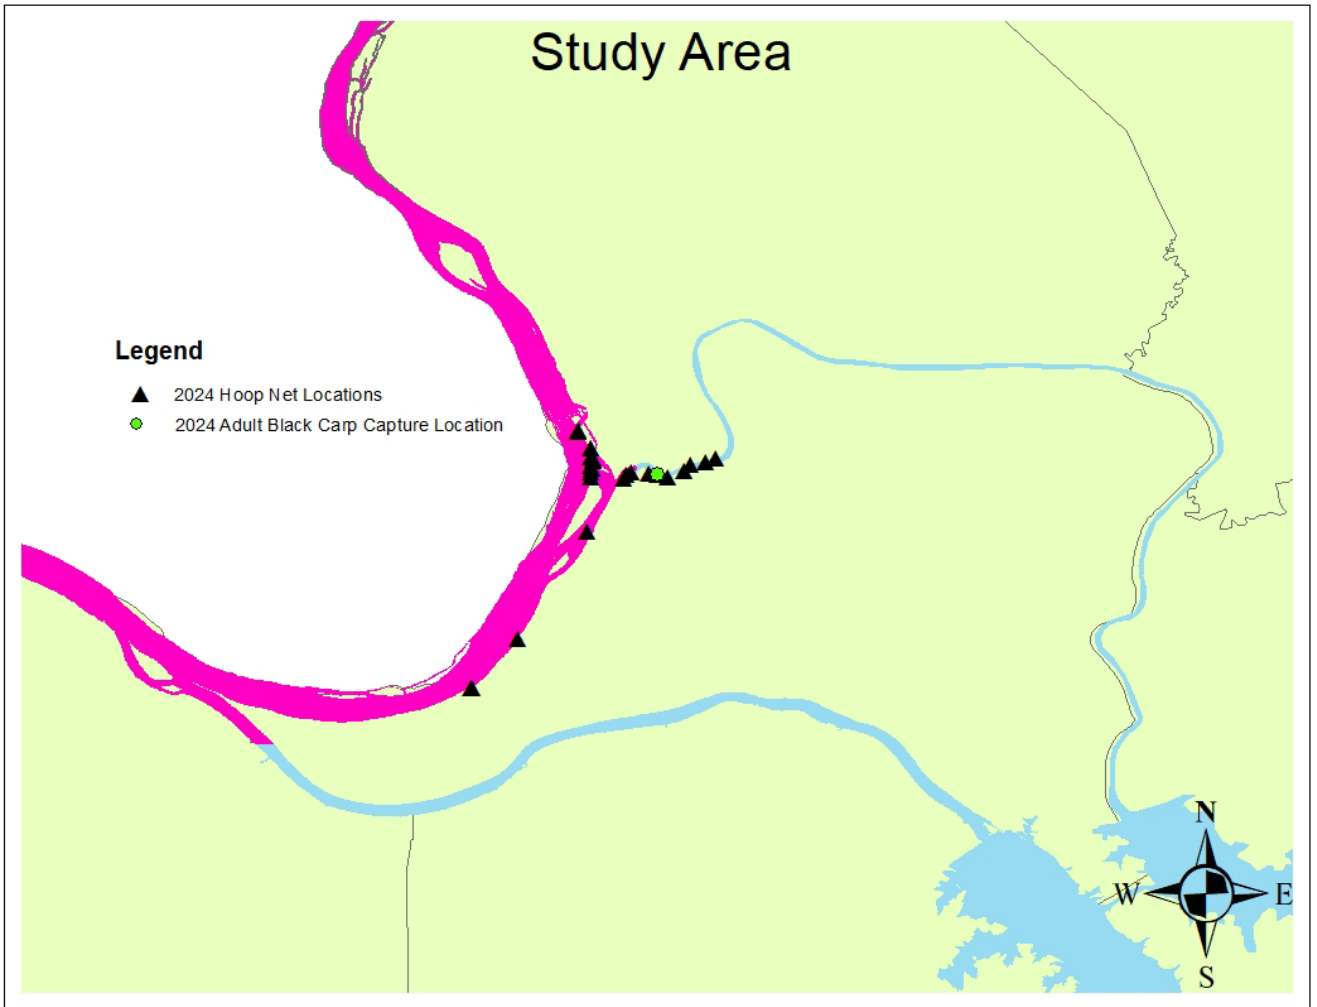 Study Area
Legend
2024 Hoop Net Locations
2024 Adult Black Carp Capture Location
N
W E
S